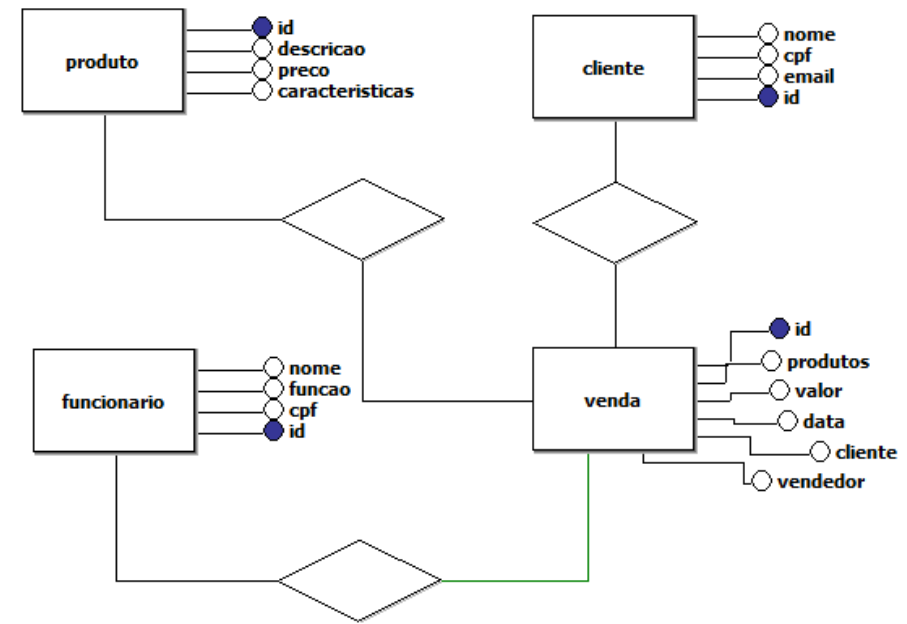 produto
id
descricao
preco
caracteristicas
cliente
nome
cpf
email
id
funcionario
nome
funcao
cpf
id
venda
id
produtos
valor
data
cliente
vendedor